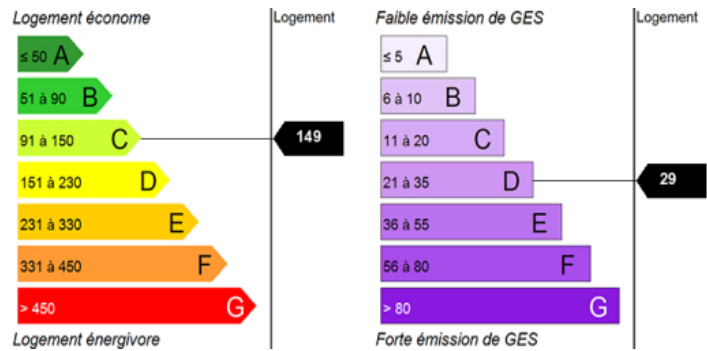 Logement économe
Logement
≤ 50 A
51 à 90 B
91 à 150 C
149
151 à 230 D
231 à 330 E
331 à 450 F
> 450 G
Logement énergivore
Faible émission de GES
Logement
≤ 5 A
6 à 10 B
11 à 20 C
21 à 35 D
29
36 à 55 E
56 à 80 F
> 80 G
Forte émission de GES